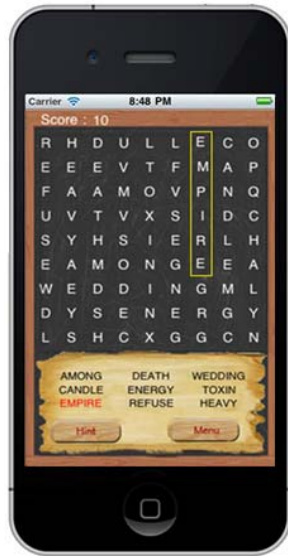 Carrier 8:48 PM
Score : 10
R H D U L L E C O
E E E V T F M A P
F A A M O V P N Q
U V T V X S I D C
S Y H S I E R L H
E A M O N G E E A
W E D D I N G M L
D Y S E N E R G Y
L S H C X G G C N
AMONG DEATH WEDDING
CANDLE ENERGY TOXIN
EMPIRE REFUSE HEAVY
Hint Menu